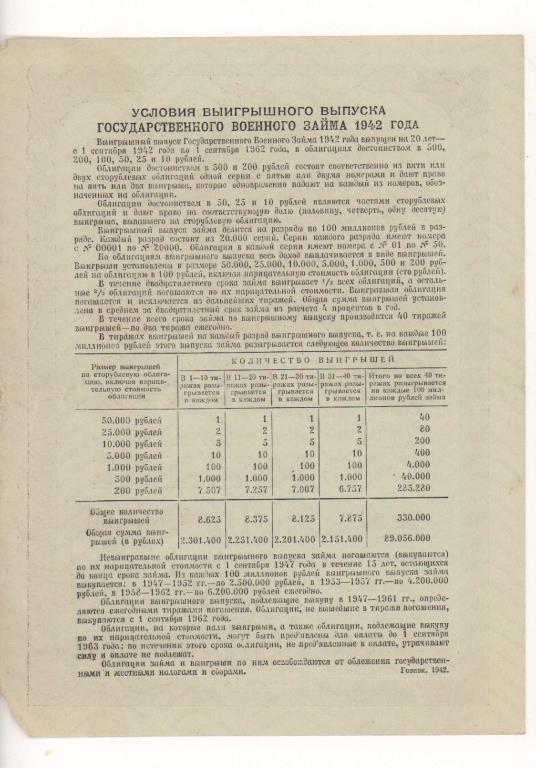 УСЛОВИЯ ВЫИГРЫШНОГО ВЫПУСКА
ГОСУДАРСТВЕННОГО ВОЕННОГО ЗАЙМА 1942 ГОДА
Выигрышный выпуск Государственного Военного Займа 1942 года выпущен на 20 лет—
с 1 сентября 1942 года по 1 сентября 1962 года, в облигациях достоинством в 500,
200, 100, 50, 25 и 10 рублей.
Облигации достоинством в 500 и 200 рублей состоят соответственно из пяти или
двух сторублевых облигаций одной серии с пятью или двумя номерами и дают право
на пять или два выигрыша, которые одновременно падают на каждый из номеров, обоз-
наченных на облигации.
Облигации достоинством в 50, 25 и 10 рублей являются частями сторублевых
облигаций и дают право на соответствующую долю (половину, четверть, одну десятую)
выигрыша, выпавшего на сторублевую облигацию.
Выигрышный выпуск займа делится на разряды по 100 миллионов рублей в раз-
ряде. Каждый разряд состоит из 20.000 серий. Серии каждого разряда имеют номера
с № 00001 по № 20000. Облигации в каждой серии имеют номера с № 01 по № 50.
По облигациям выигрышного выпуска весь доход выплачивается в виде выигрышей.
Выигрыши установлены в размере 50.000, 25.000, 10.000, 5.000, 1.000, 500 и 200 руб-
лей на облигацию в 100 рублей, включая нарицательную стоимость облигации (сто рублей).
В течение двадцатилетнего срока займа выигрывает ⅓ всех облигаций, а осталь-
ные ⅔ облигаций погашаются по их нарицательной стоимости. Выигравшая облигация
погашается и исключается из дальнейших тиражей. Общая сумма выигрышей установ-
лена в среднем за двадцатилетний срок займа из расчета 4 процентов в год.
В течение всего срока займа по выигрышному выпуску производится 40 тиражей
выигрышей—по два тиража ежегодно.
В тиражах выигрышей на каждый разряд выигрышного выпуска, т. е. на каждые 100
миллионов рублей этого выпуска займа разыгрывается следующее количество выигрышей:
Размер выигрышей
на сторублевую облига-
цию, включая нарица-
тельную стоимость
облигации
КОЛИЧЕСТВО ВЫИГРЫШЕЙ
В 1—10 ти-
ражах разы-
грывается
в каждом
В 11—20 ти-
ражах разы-
грывается
в каждом
В 21—30 ти-
ражах разы-
грывается
в каждом
В 31—40 ти-
ражах разы-
грывается
в каждом
Итого во всех 40 ти-
ражах разыгрывается
на каждые 100 мил-
лионов рублей займа
50.000 рублей 1 1 1 1 40
25.000 рублей 2 2 2 2 80
10.000 рублей 5 5 5 5 200
5.000 рублей 10 10 10 10 400
1.000 рублей 100 100 100 100 4.000
500 рублей 1.000 1.000 1.000 1.000 40.000
200 рублей 7.507 7.257 7.007 6.757 285.280
Общее количество
выигрышей 8.625 8.375 8.125 7.875 330.000
Общая сумма выиг-
рышей (в рублях) 2.301.400 2.251.400 2.201.400 2.151.400 89.056.000
Невыигравшие облигации выигрышного выпуска займа погашаются (выкупаются)
по их нарицательной стоимости с 1 сентября 1947 года в течение 15 лет, остающихся
до конца срока займа. Из каждых 100 миллионов рублей выигрышного выпуска займа
выкупается: в 1947—1952 гг.—по 2.500.000 рублей, в 1953—1957 гг.—по 4.200.000
рублей, в 1958—1962 гг.—по 6.200.000 рублей ежегодно.
Облигации выигрышного выпуска, подлежащие выкупу в 1947—1961 гг., опреде-
ляются ежегодными тиражами погашения. Облигации, не вышедшие в тиражи погашения,
выкупаются с 1 сентября 1962 года.
Облигации, на которые пали выигрыши, а также облигации, подлежащие выкупу
по их нарицательной стоимости, могут быть пред'явлены для оплаты до 1 сентября
1963 года; по истечении этого срока облигации, не пред'явленные к оплате, утрачивают
силу и оплате не подлежат.
Облигации займа и выигрыши по ним освобождаются от обложения государствен-
ными и местными налогами и сборами.
Гознак. 1942.